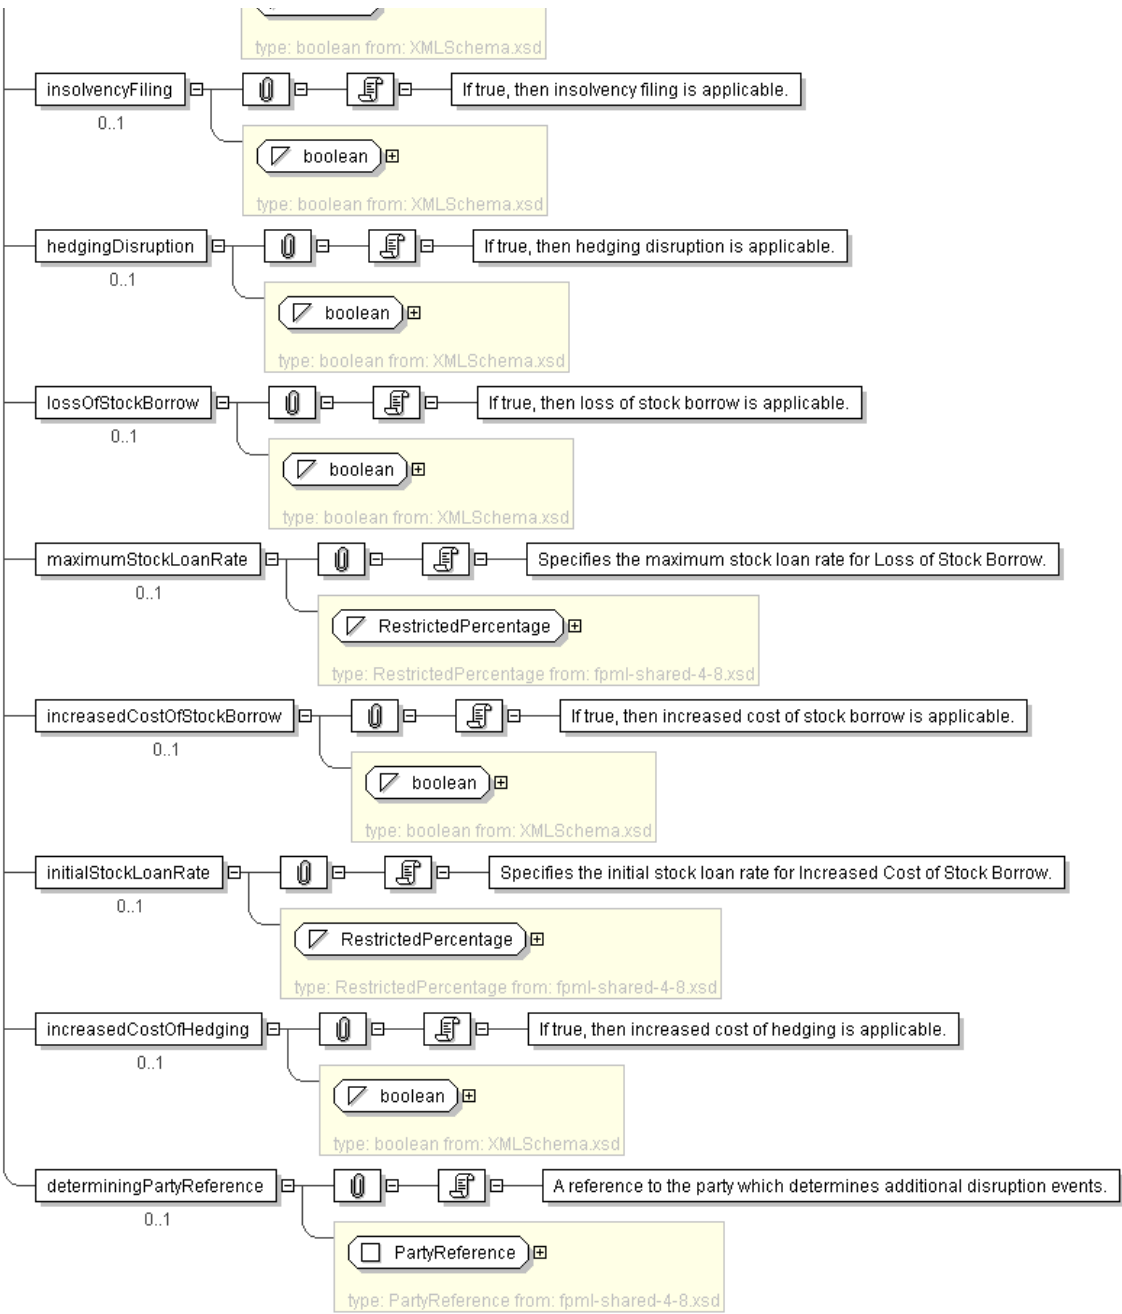 type: boolean from: XMLSchema.xsd
insolvencyFiling If true, then insolvency filing is applicable.
0..1
boolean
type: boolean from: XMLSchema.xsd
hedgingDisruption If true, then hedging disruption is applicable.
0..1
boolean
type: boolean from: XMLSchema.xsd
lossOfStockBorrow If true, then loss of stock borrow is applicable.
0..1
boolean
type: boolean from: XMLSchema.xsd
maximumStockLoanRate Specifies the maximum stock loan rate for Loss of Stock Borrow.
0..1
RestrictedPercentage
type: RestrictedPercentage from: fpml-shared-4-8.xsd
increasedCostOfStockBorrow If true, then increased cost of stock borrow is applicable.
0..1
boolean
type: boolean from: XMLSchema.xsd
initialStockLoanRate Specifies the initial stock loan rate for Increased Cost of Stock Borrow.
0..1
RestrictedPercentage
type: RestrictedPercentage from: fpml-shared-4-8.xsd
increasedCostOfHedging If true, then increased cost of hedging is applicable.
0..1
boolean
type: boolean from: XMLSchema.xsd
determiningPartyReference A reference to the party which determines additional disruption events.
0..1
PartyReference
type: PartyReference from: fpml-shared-4-8.xsd